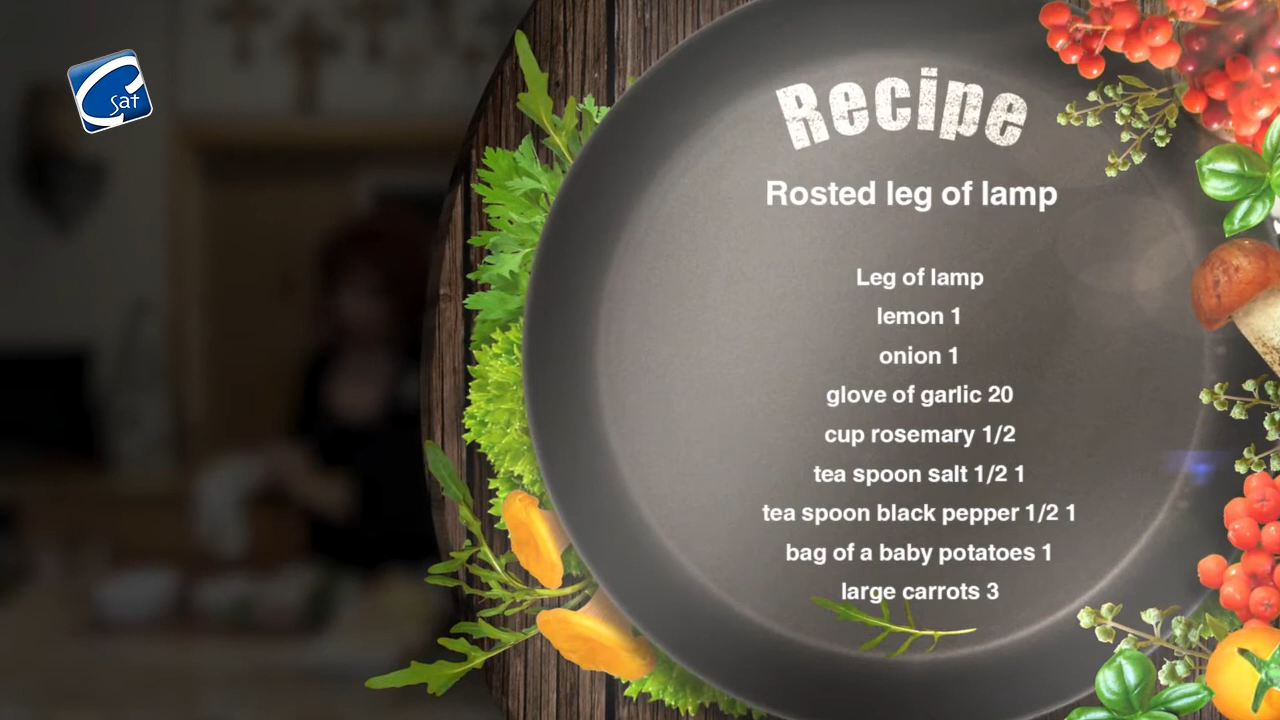 C Sat
Recipe
Rosted leg of lamp
Leg of lamp
lemon 1
onion 1
glove of garlic 20
cup rosemary 1/2
tea spoon salt 1/2 1
tea spoon black pepper 1/2 1
bag of a baby potatoes 1
large carrots 3